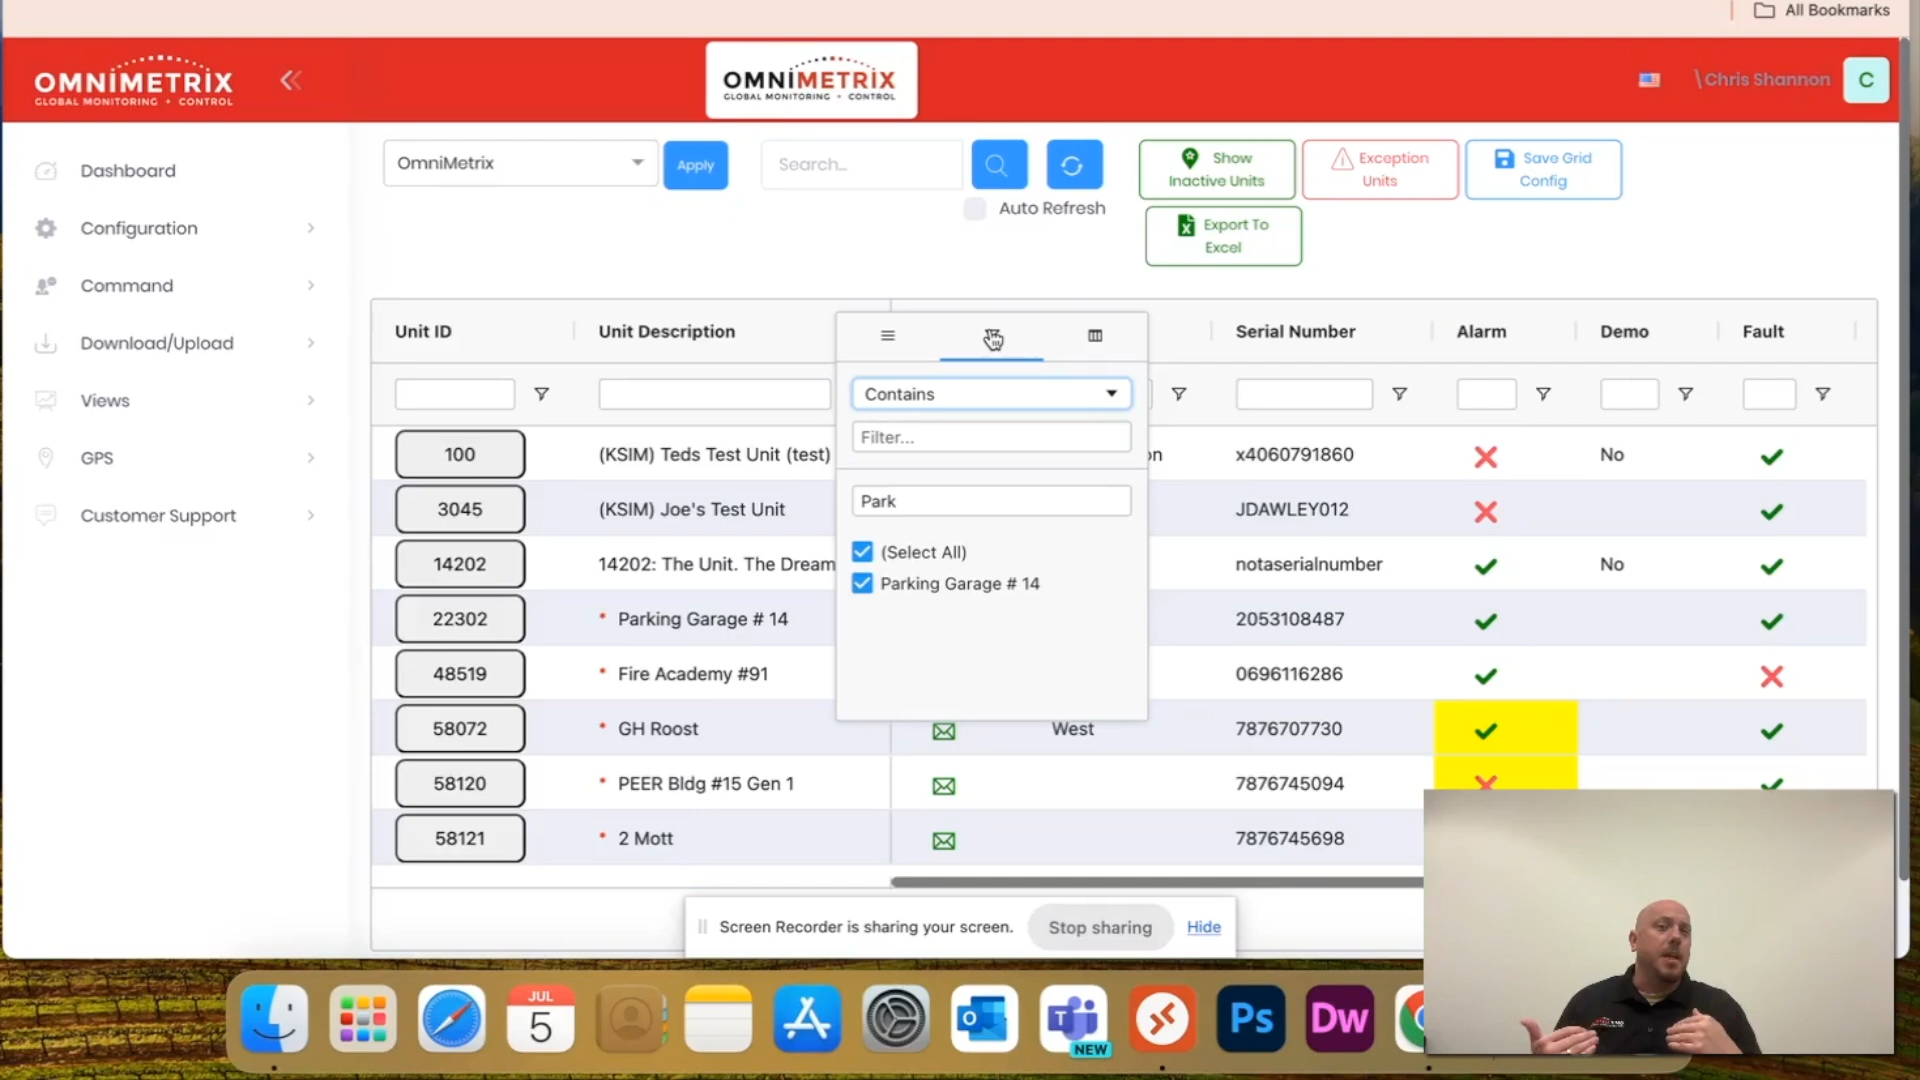 All Bookmarks
OMNIMETRIX
GLOBAL MONITORING • CONTROL
OMNIMETRIX
GLOBAL MONITORING • CONTROL
\Chris Shannon
C
Dashboard
Configuration
Command
Download/Upload
Views
GPS
Customer Support
OmniMetrix
Apply
Search...
Auto Refresh
Show
Inactive Units
Exception
Units
Save Grid
Config
Export To
Excel
Unit ID Unit Description Serial Number Alarm Demo Fault
Contains
Filter...
Park
(Select All)
Parking Garage # 14
100 (KSIM) Teds Test Unit (test) on x4060791860 No
3045 (KSIM) Joe's Test Unit JDAWLEY012
14202 14202: The Unit. The Dream notaserialnumber No
22302 * Parking Garage # 14 2053108487
48519 * Fire Academy #91 0696116286
58072 * GH Roost West 7876707730
58120 * PEER Bldg #15 Gen 1 7876745094
58121 * 2 Mott 7876745698
Screen Recorder is sharing your screen. Stop sharing Hide
JUL
5
O
T
NEW
Ps
Dw